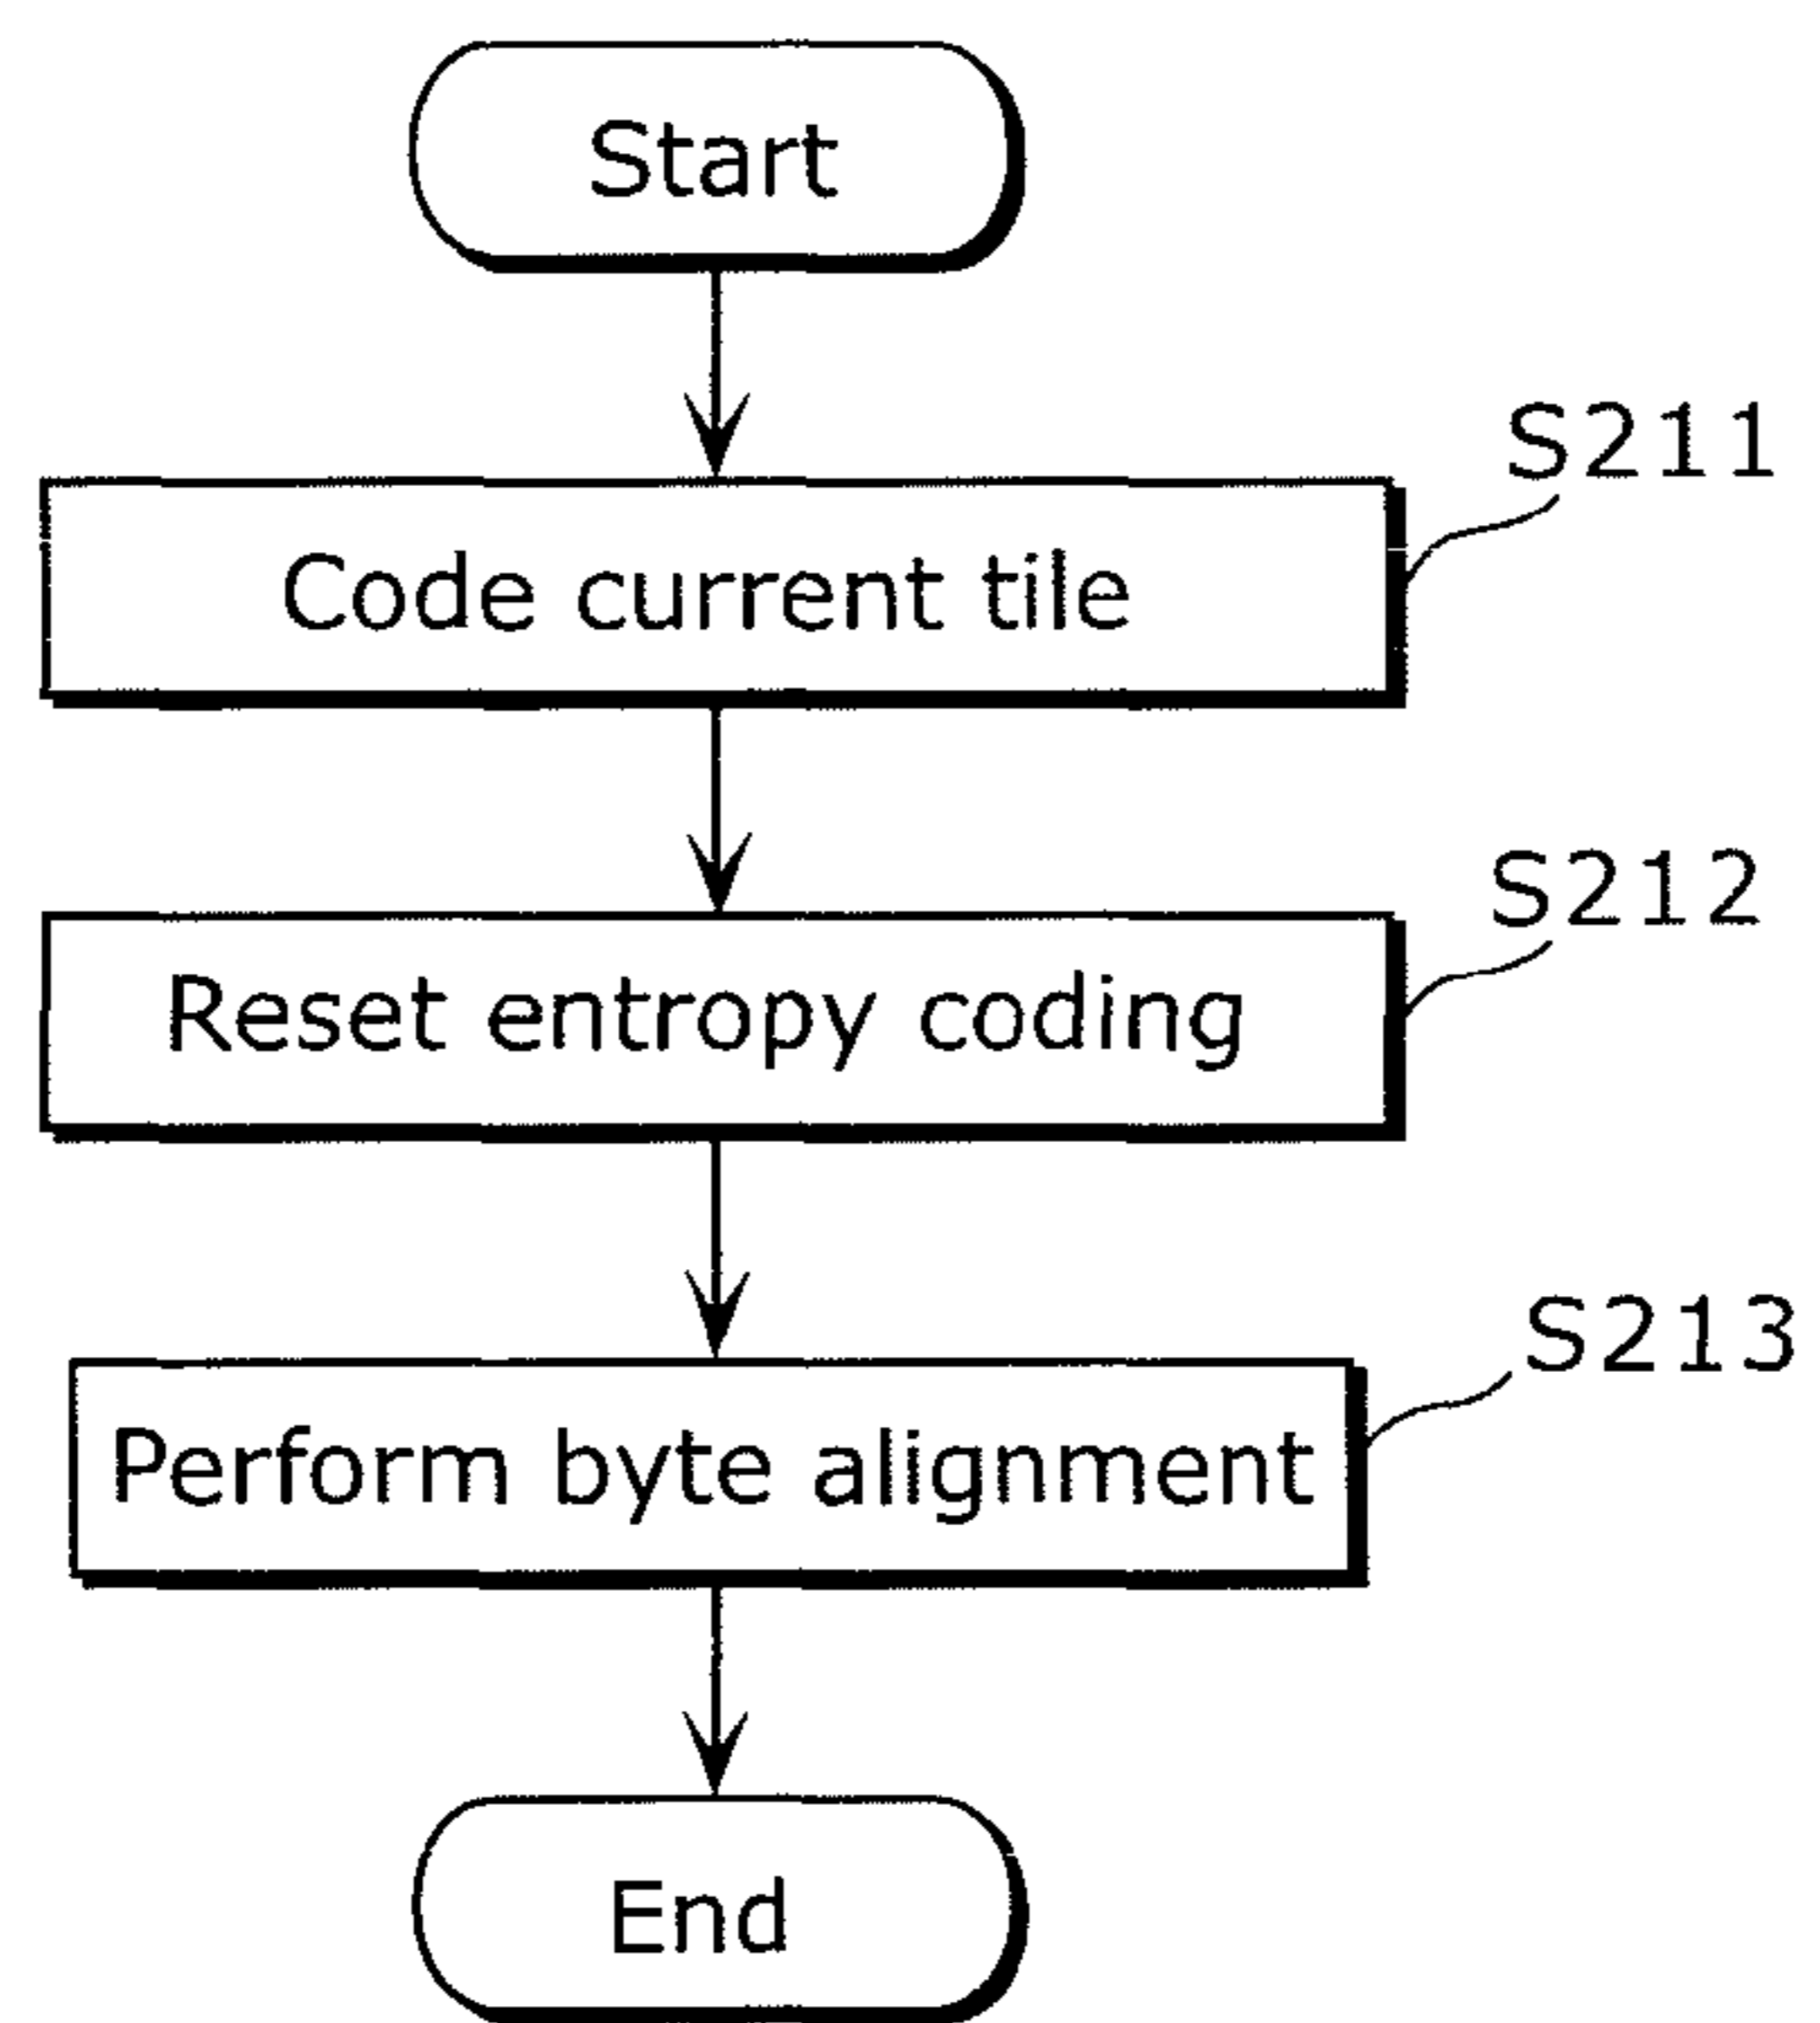 Start
S211
Code current tile
S212
Reset entropy coding
S213
Perform byte alignment
End